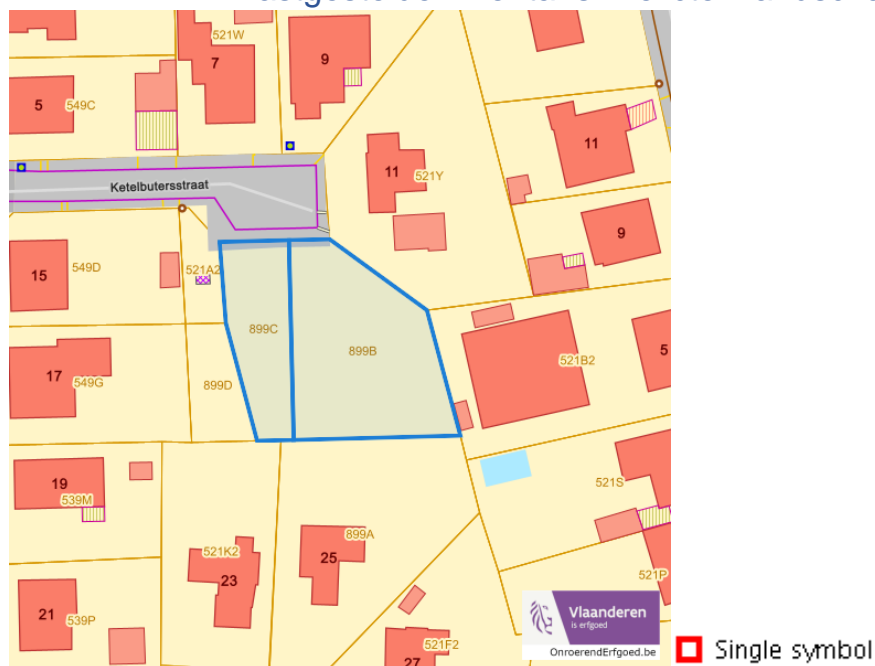 521W
7
9
5
549C
11
521Y
11
Ketelbutersstraat
9
15
549D
521A2
899C
899B
521B2
5
17
549G
899D
19
539M
521S
899A
25
521K2
23
521P
21
539P
521F2
27
Vlaanderen
is erfgoed
OnroerendErfgoed.be
Single symbol